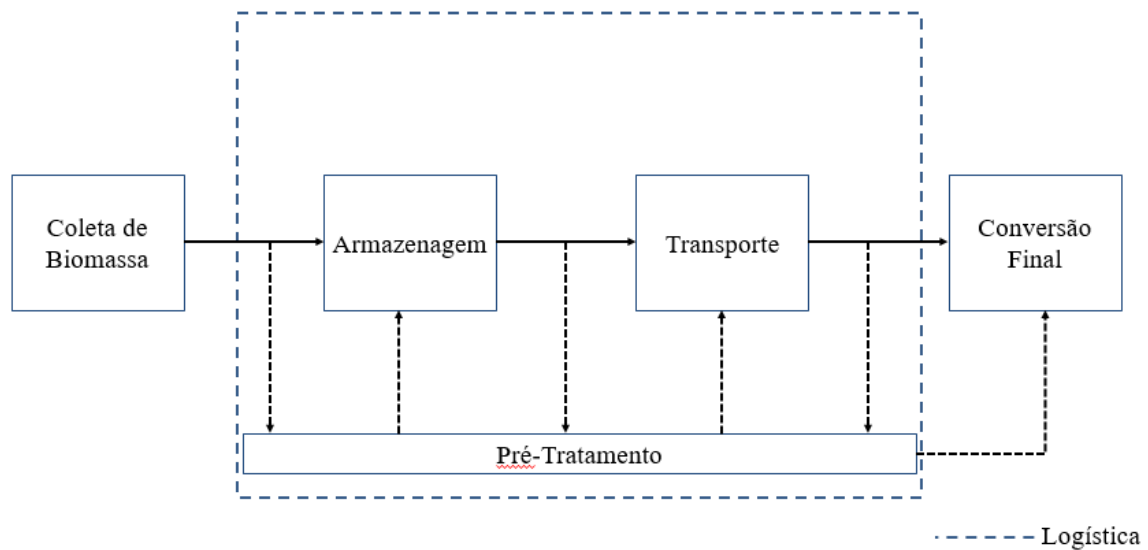 Coleta de
Biomassa
Armazenagem
Transporte
Conversão
Final
Pré-Tratamento
Logística